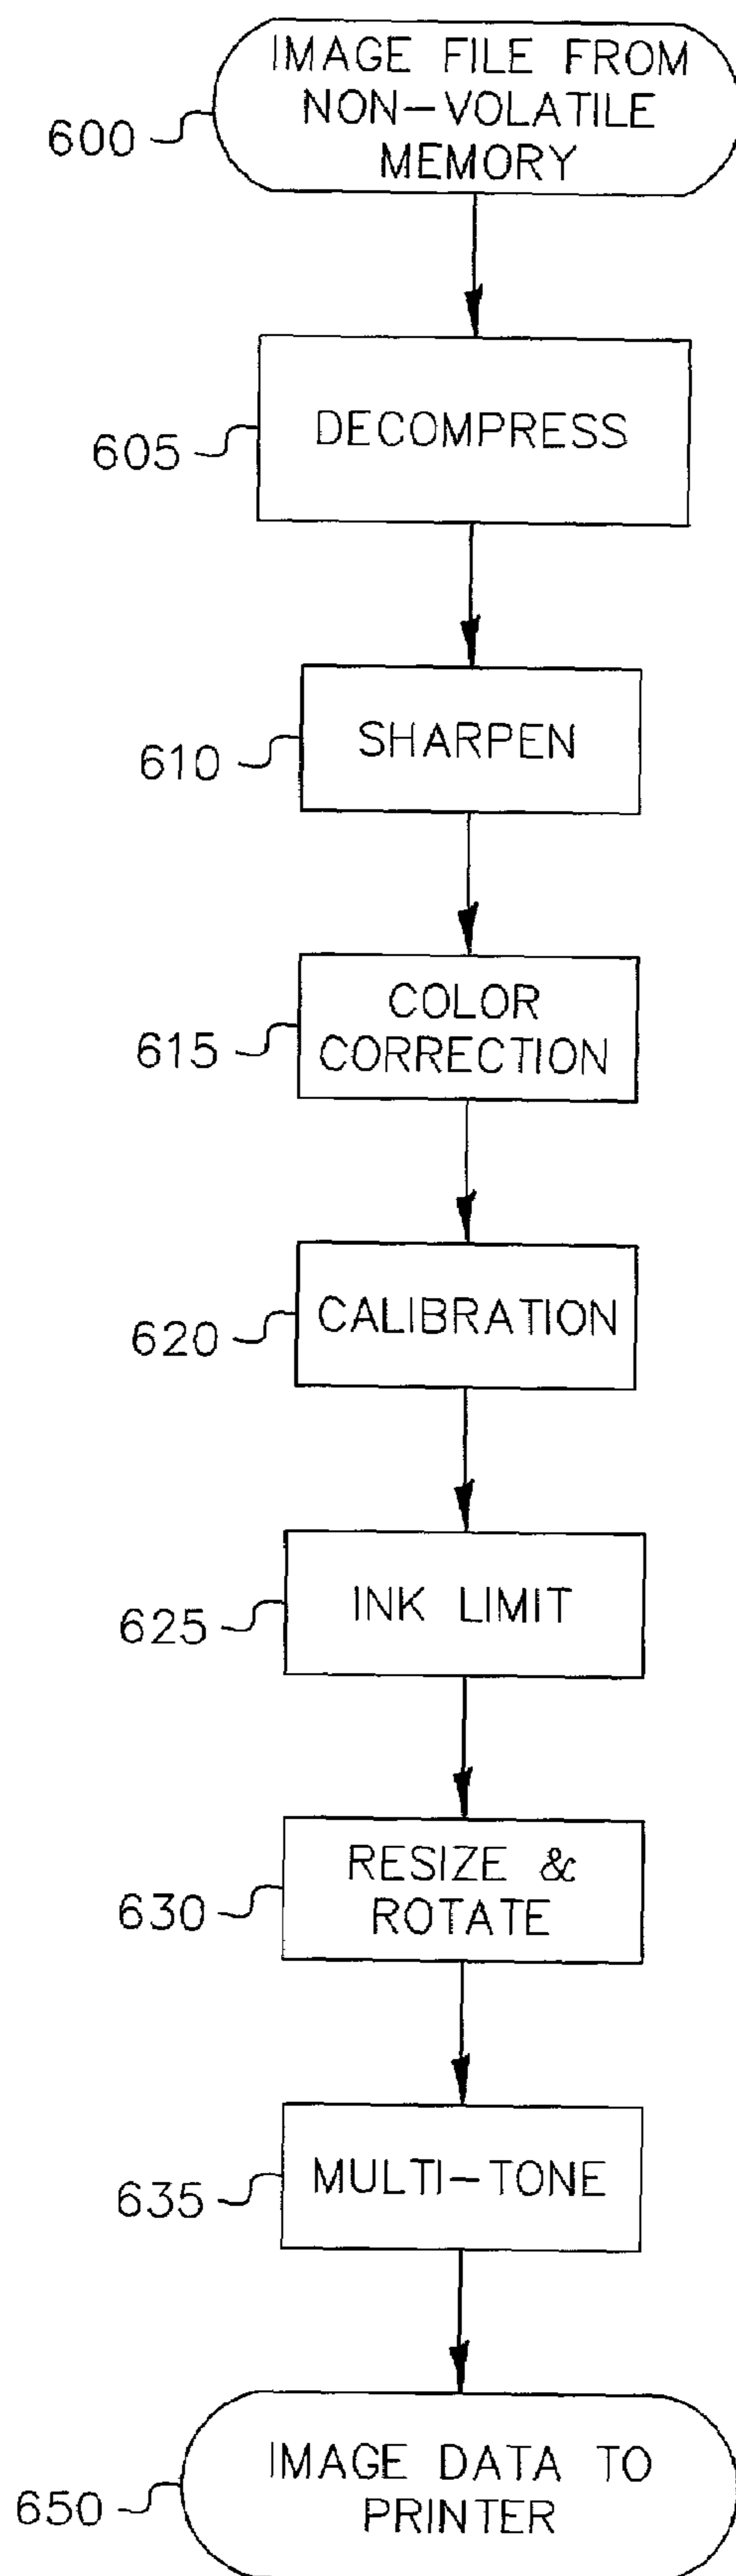 IMAGE FILE FROM
NON-VOLATILE
MEMORY
600
DECOMPRESS
605
SHARPEN
610
COLOR
CORRECTION
615
CALIBRATION
620
INK LIMIT
625
RESIZE &
ROTATE
630
MULTI-TONE
635
IMAGE DATA TO
PRINTER
650